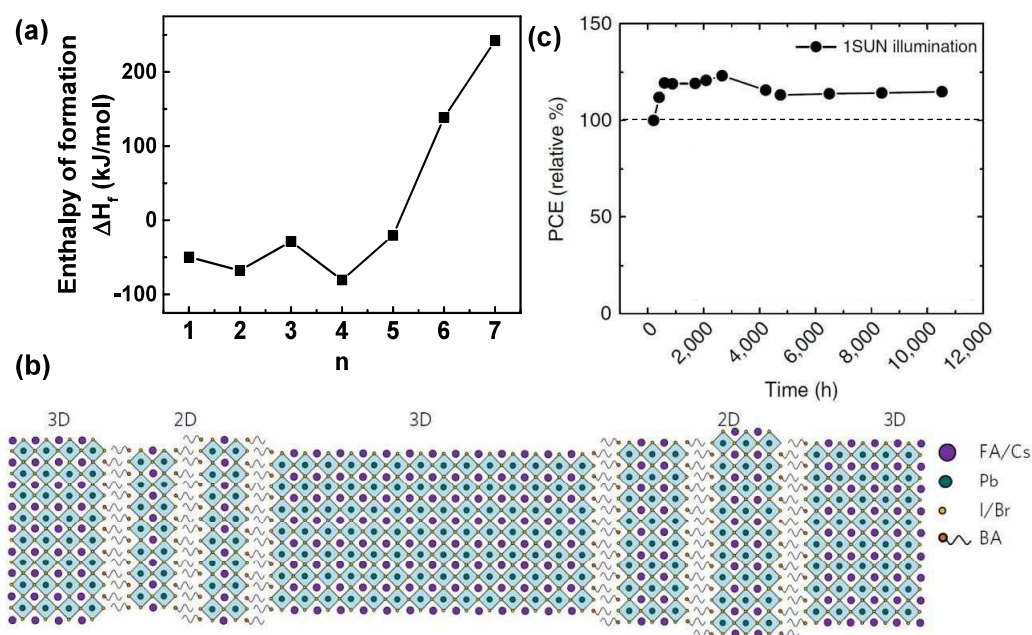 (a)
Enthalpy of formation
ΔHf (kJ/mol)
200
100
0
-100
1 2 3 4 5 6 7
n
(c)
1SUN illumination
PCE (relative %)
150
100
50
0
0 2,000 4,000 6,000 8,000 10,000 12,000
Time (h)
(b)
3D 2D 3D 2D 3D
FA/Cs
Pb
I/Br
BA